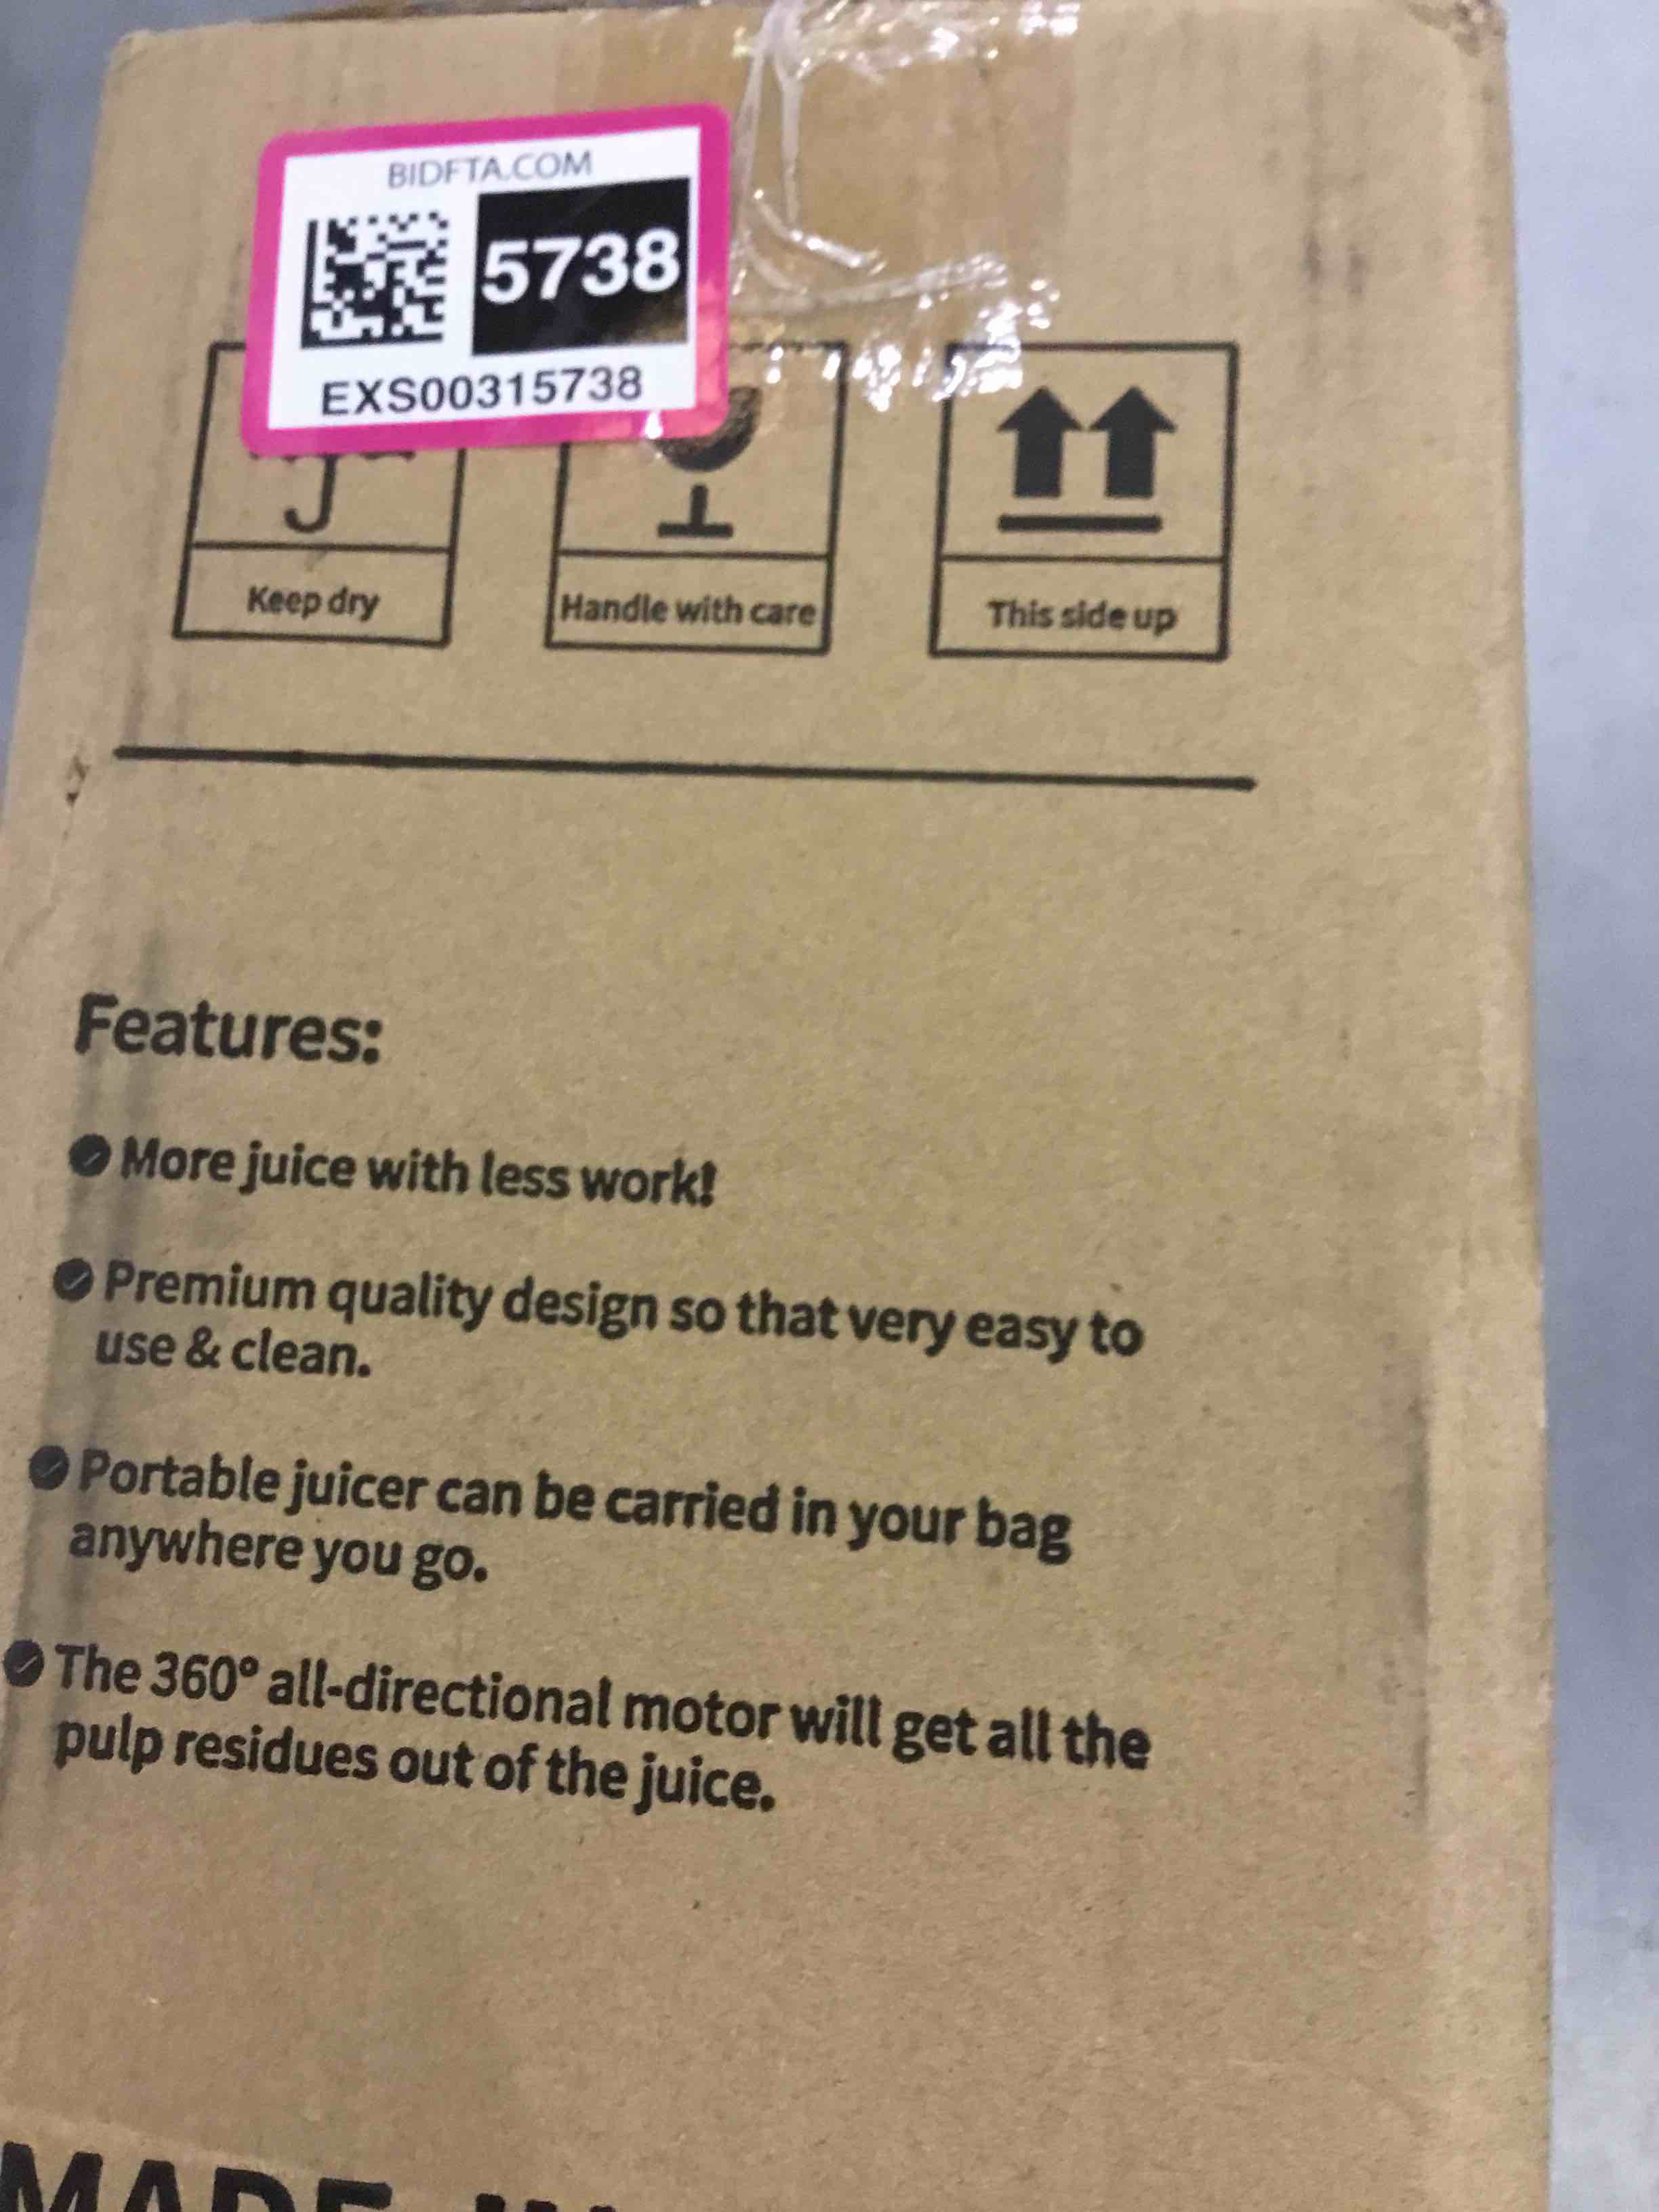 BIDFTA.COM
5738
EXS00315738
Keep dry
Handle with care
This side up
Features:
More juice with less work!
Premium quality design so that very easy to
use & clean.
Portable juicer can be carried in your bag
anywhere you go.
The 360° all-directional motor will get all the
pulp residues out of the juice.
MADE IN